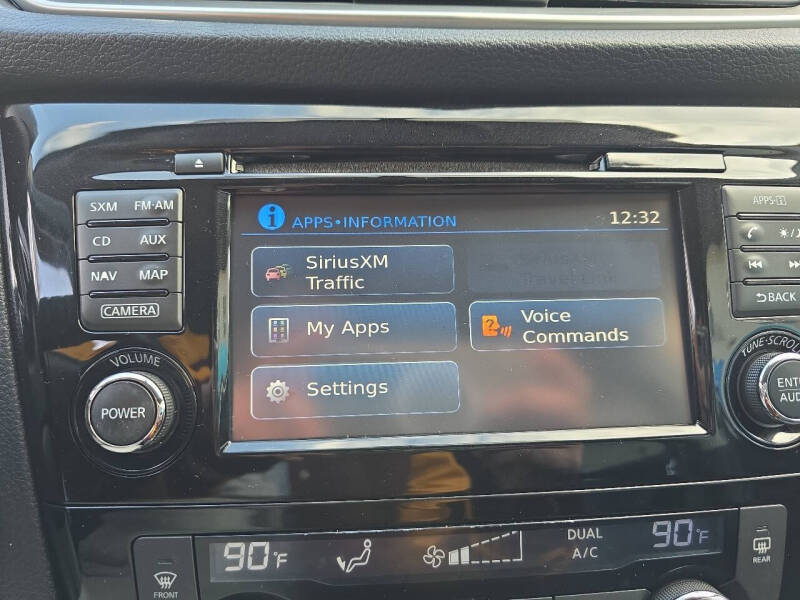 SXM FM·AM
CD AUX
NAV MAP
CAMERA
VOLUME
POWER
APPS•INFORMATION 12:32
SiriusXM
Traffic
My Apps
Voice
Commands
Settings
APPS·i
BACK
TUNE·SCROLL
90°F
DUAL
A/C
90°F
FRONT
REAR